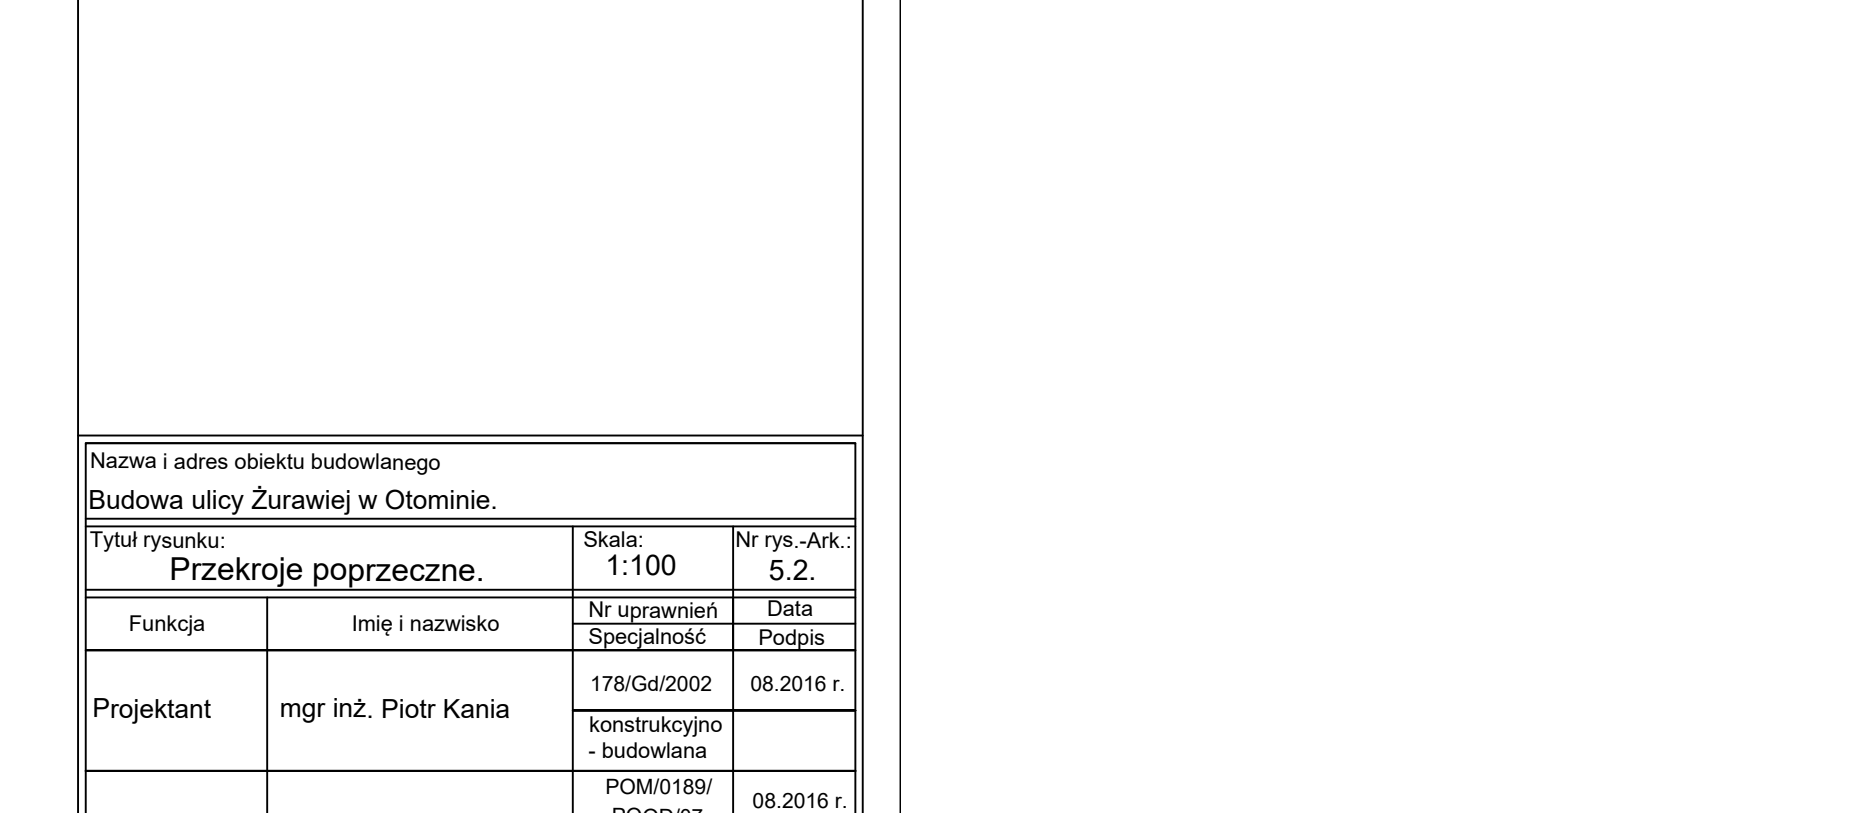 Nazwa i adres obiektu budowlanego
Budowa ulicy Żurawiej w Otominie.
Tytuł rysunku:
Przekroje poprzeczne.
Skala:
1:100
Nr rys.-Ark.:
5.2.
Funkcja
Imię i nazwisko
Nr uprawnień
Specjalność
Data
Podpis
Projektant
mgr inż. Piotr Kania
178/Gd/2002
08.2016 r.
konstrukcyjno
- budowlana
POM/0189/
08.2016 r.